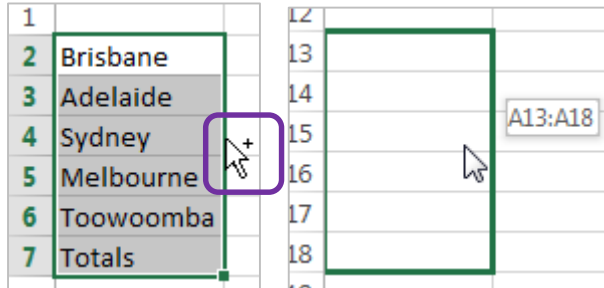 1
2 Brisbane
3 Adelaide
4 Sydney
5 Melbourne
6 Toowoomba
7 Totals
12
13
14
A13:A18
15
16
17
18